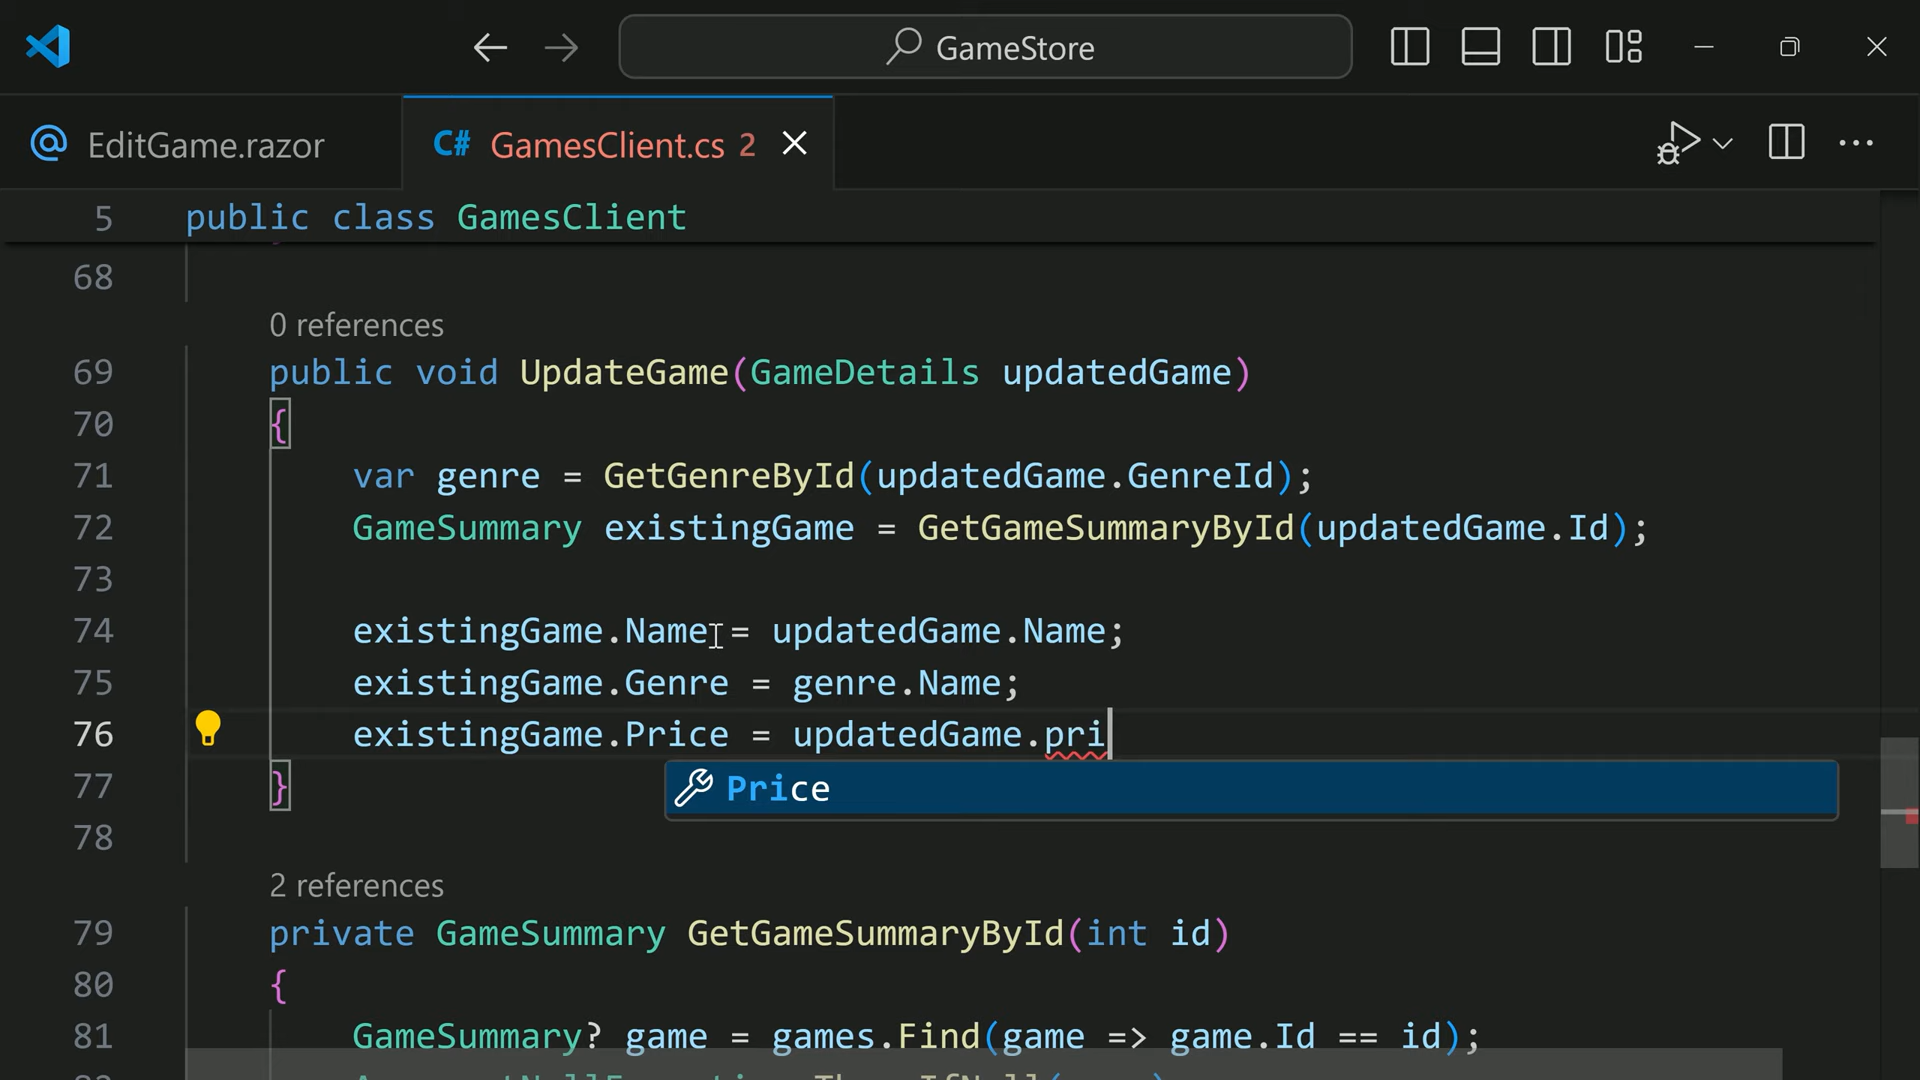 GameStore
EditGame.razor
C# GamesClient.cs 2
5 public class GamesClient
68
0 references
69 public void UpdateGame(GameDetails updatedGame)
70 {
71 var genre = GetGenreById(updatedGame.GenreId);
72 GameSummary existingGame = GetGameSummaryById(updatedGame.Id);
73
74 existingGame.Name = updatedGame.Name;
75 existingGame.Genre = genre.Name;
76 existingGame.Price = updatedGame.pri
Price
77 }
78
2 references
79 private GameSummary GetGameSummaryById(int id)
80 {
81 GameSummary? game = games.Find(game => game.Id == id);